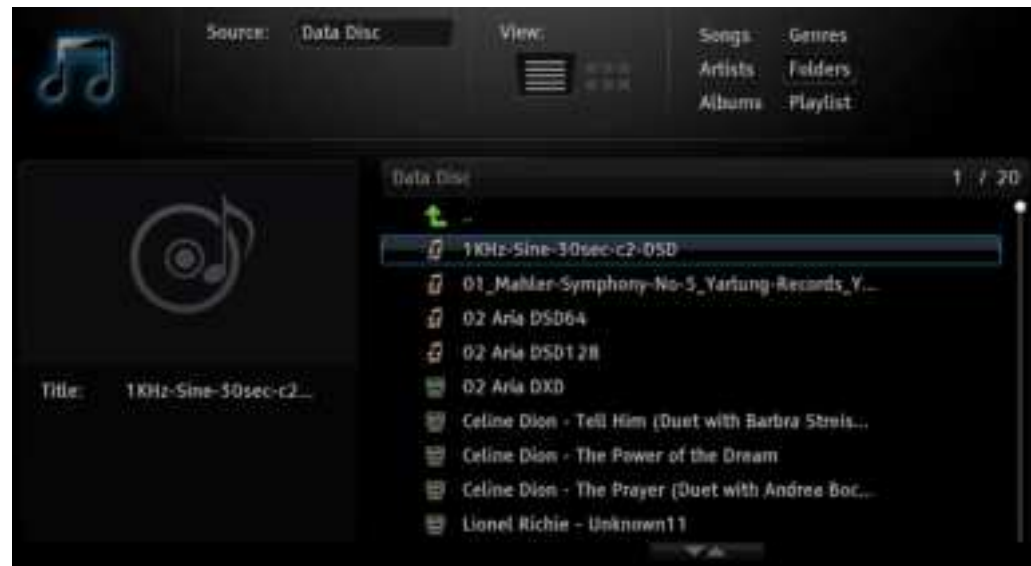 Source: Data Disc
View:
Songs Genres
Artists Folders
Albums Playlist
Data Disc 1 / 20
..
1KHz-Sine-30sec-c2-DSD
01_Mahler-Symphony-No-5_Yarlung-Records_Y...
02 Aria DSD64
02 Aria DSD128
02 Aria DXD
Celine Dion - Tell Him (Duet with Barbra Streis...
Celine Dion - The Power of the Dream
Celine Dion - The Prayer (Duet with Andrea Boc...
Lionel Richie - Unknown11
Title: 1KHz-Sine-30sec-c2...